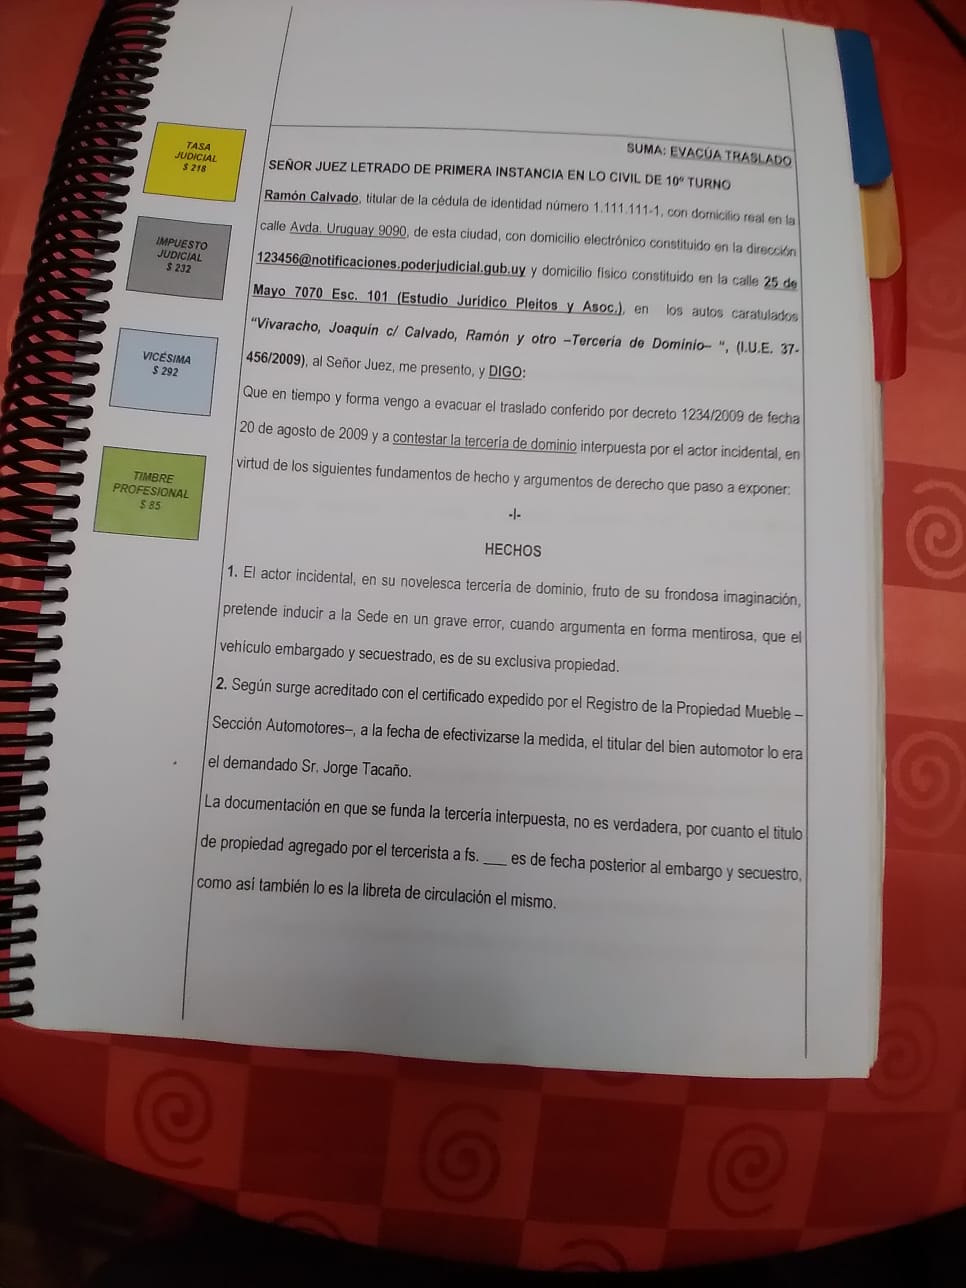 TASA
JUDICIAL
$ 218
IMPUESTO
JUDICIAL
$ 232
VICÉSIMA
$ 292
TIMBRE
PROFESIONAL
$ 85
SUMA: EVACÚA TRASLADO
SEÑOR JUEZ LETRADO DE PRIMERA INSTANCIA EN LO CIVIL DE 10º TURNO
Ramón Calvado, titular de la cédula de identidad número 1.111.111-1, con domicilio real en la
calle Avda. Uruguay 9090, de esta ciudad, con domicilio electrónico constituido en la dirección
123456@notificaciones.poderjudicial.gub.uy y domicilio físico constituido en la calle 25 de
Mayo 7070 Esc. 101 (Estudio Jurídico Pleitos y Asoc.), en los autos caratulados
"Vivaracho, Joaquín c/ Calvado, Ramón y otro –Tercería de Dominio– ", (I.U.E. 37-
456/2009), al Señor Juez, me presento, y DIGO:
Que en tiempo y forma vengo a evacuar el traslado conferido por decreto 1234/2009 de fecha
20 de agosto de 2009 y a contestar la tercería de dominio interpuesta por el actor incidental, en
virtud de los siguientes fundamentos de hecho y argumentos de derecho que paso a exponer:
-I-
HECHOS
1. El actor incidental, en su novelesca tercería de dominio, fruto de su frondosa imaginación,
pretende inducir a la Sede en un grave error, cuando argumenta en forma mentirosa, que el
vehículo embargado y secuestrado, es de su exclusiva propiedad.
2. Según surge acreditado con el certificado expedido por el Registro de la Propiedad Mueble –
Sección Automotores–, a la fecha de efectivizarse la medida, el titular del bien automotor lo era
el demandado Sr. Jorge Tacaño.
La documentación en que se funda la tercería interpuesta, no es verdadera, por cuanto el título
de propiedad agregado por el tercerista a fs. ___ es de fecha posterior al embargo y secuestro,
como así también lo es la libreta de circulación el mismo.